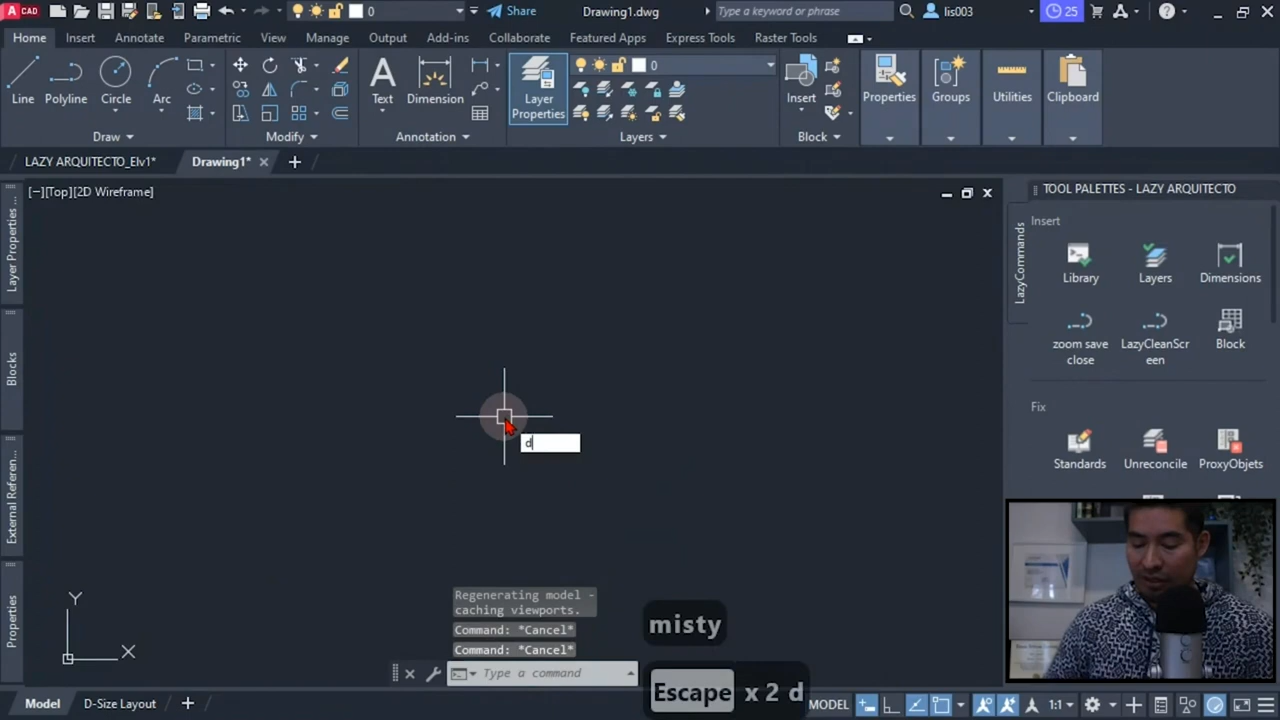 CAD
0
Share
Drawing1.dwg
Type a keyword or phrase
lis003
25
Home
Insert
Annotate
Parametric
View
Manage
Output
Add-ins
Collaborate
Featured Apps
Express Tools
Raster Tools
Line
Polyline
Circle
Arc
Text
Dimension
Layer
Properties
0
Insert
Properties
Groups
Utilities
Clipboard
Draw
Modify
Annotation
Layers
Block
LAZY ARQUITECTO_Elv1*
Drawing1*
[−][Top][2D Wireframe]
TOOL PALETTES - LAZY ARQUITECTO
Layer Properties...
Blocks
External Referen...
Properties
LazyCommands
Insert
Library
Layers
Dimensions
zoom save
close
LazyCleanScr
een
Block
Fix
Standards
Unreconcile
ProxyObjets
d
Regenerating model -
caching viewports.
Command: *Cancel*
Command: *Cancel*
Type a command
misty
Escape x 2 d
Y
X
Model
D-Size Layout
MODEL
1:1